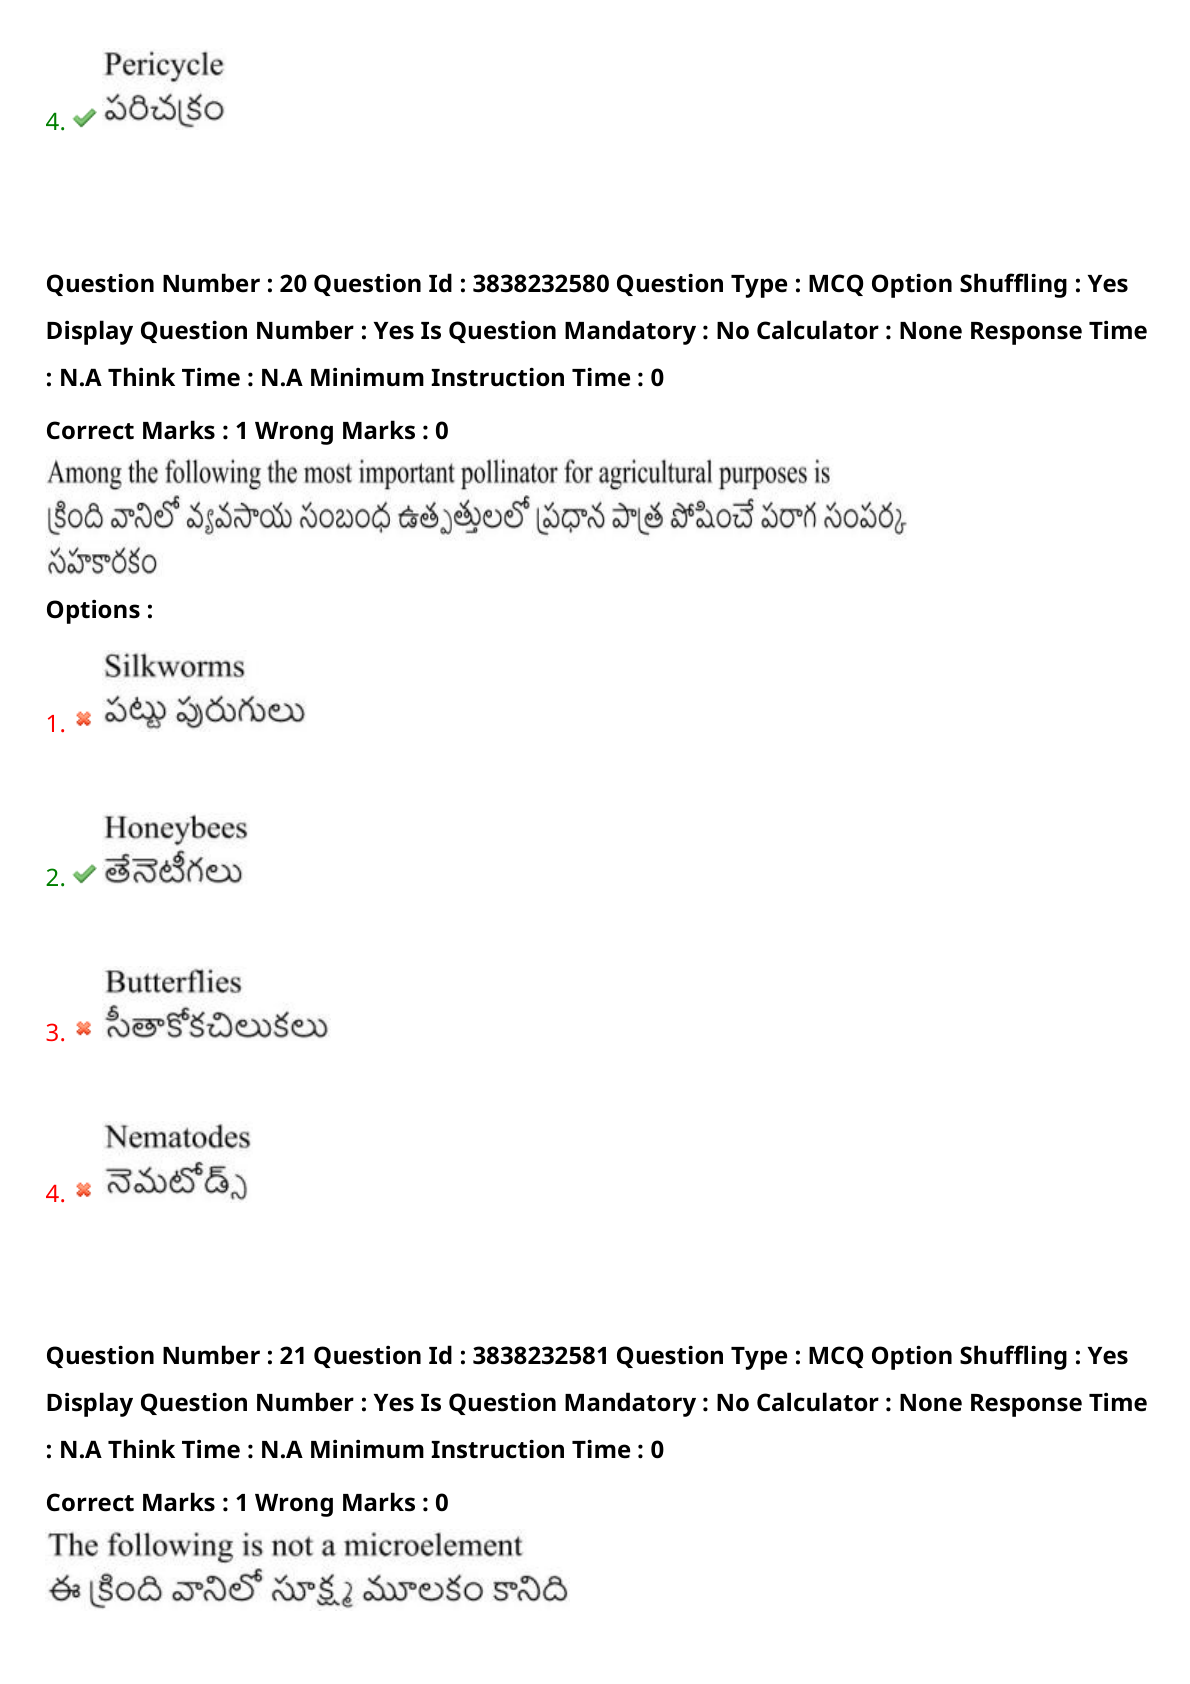 Pericycle
4. పరిచక్రం
Question Number : 20 Question Id : 3838232580 Question Type : MCQ Option Shuffling : Yes
Display Question Number : Yes Is Question Mandatory : No Calculator : None Response Time
: N.A Think Time : N.A Minimum Instruction Time : 0
Correct Marks : 1 Wrong Marks : 0
Among the following the most important pollinator for agricultural purposes is
క్రింది వానిలో వ్యవసాయ సంబంధ ఉత్పత్తులలో ప్రధాన పాత్ర పోషించే పరాగ సంపర్క
సహకారకం
Options :
Silkworms
1. పట్టు పురుగులు
Honeybees
2. తేనెటీగలు
Butterflies
3. సీతాకోకచిలుకలు
Nematodes
4. నెమటోడ్స్
Question Number : 21 Question Id : 3838232581 Question Type : MCQ Option Shuffling : Yes
Display Question Number : Yes Is Question Mandatory : No Calculator : None Response Time
: N.A Think Time : N.A Minimum Instruction Time : 0
Correct Marks : 1 Wrong Marks : 0
The following is not a microelement
ఈ క్రింది వానిలో సూక్ష్మ మూలకం కానిది